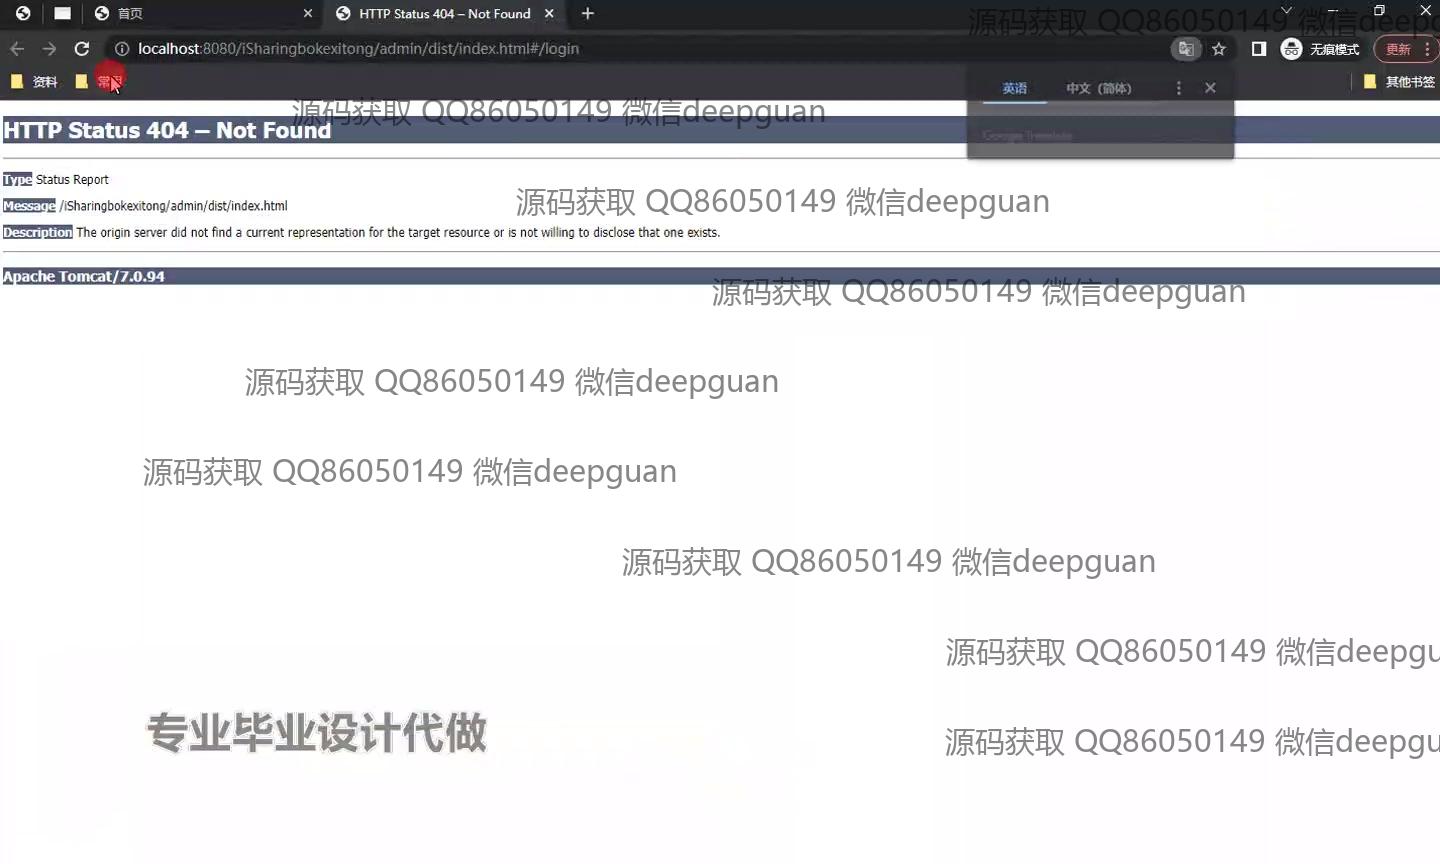 首页
HTTP Status 404 – Not Found
源码获取 QQ86050149 微信deepg
localhost:8080/iSharingbokexitong/admin/dist/index.html#/login
无痕模式
更新
资料
常用
其他书签
英语
中文（简体）
Google Translate
源码获取 QQ86050149 微信deepguan
HTTP Status 404 – Not Found
Type Status Report
Message /iSharingbokexitong/admin/dist/index.html
源码获取 QQ86050149 微信deepguan
Description The origin server did not find a current representation for the target resource or is not willing to disclose that one exists.
Apache Tomcat/7.0.94
源码获取 QQ86050149 微信deepguan
源码获取 QQ86050149 微信deepguan
源码获取 QQ86050149 微信deepguan
源码获取 QQ86050149 微信deepguan
源码获取 QQ86050149 微信deepgu
专业毕业设计代做
源码获取 QQ86050149 微信deepgu